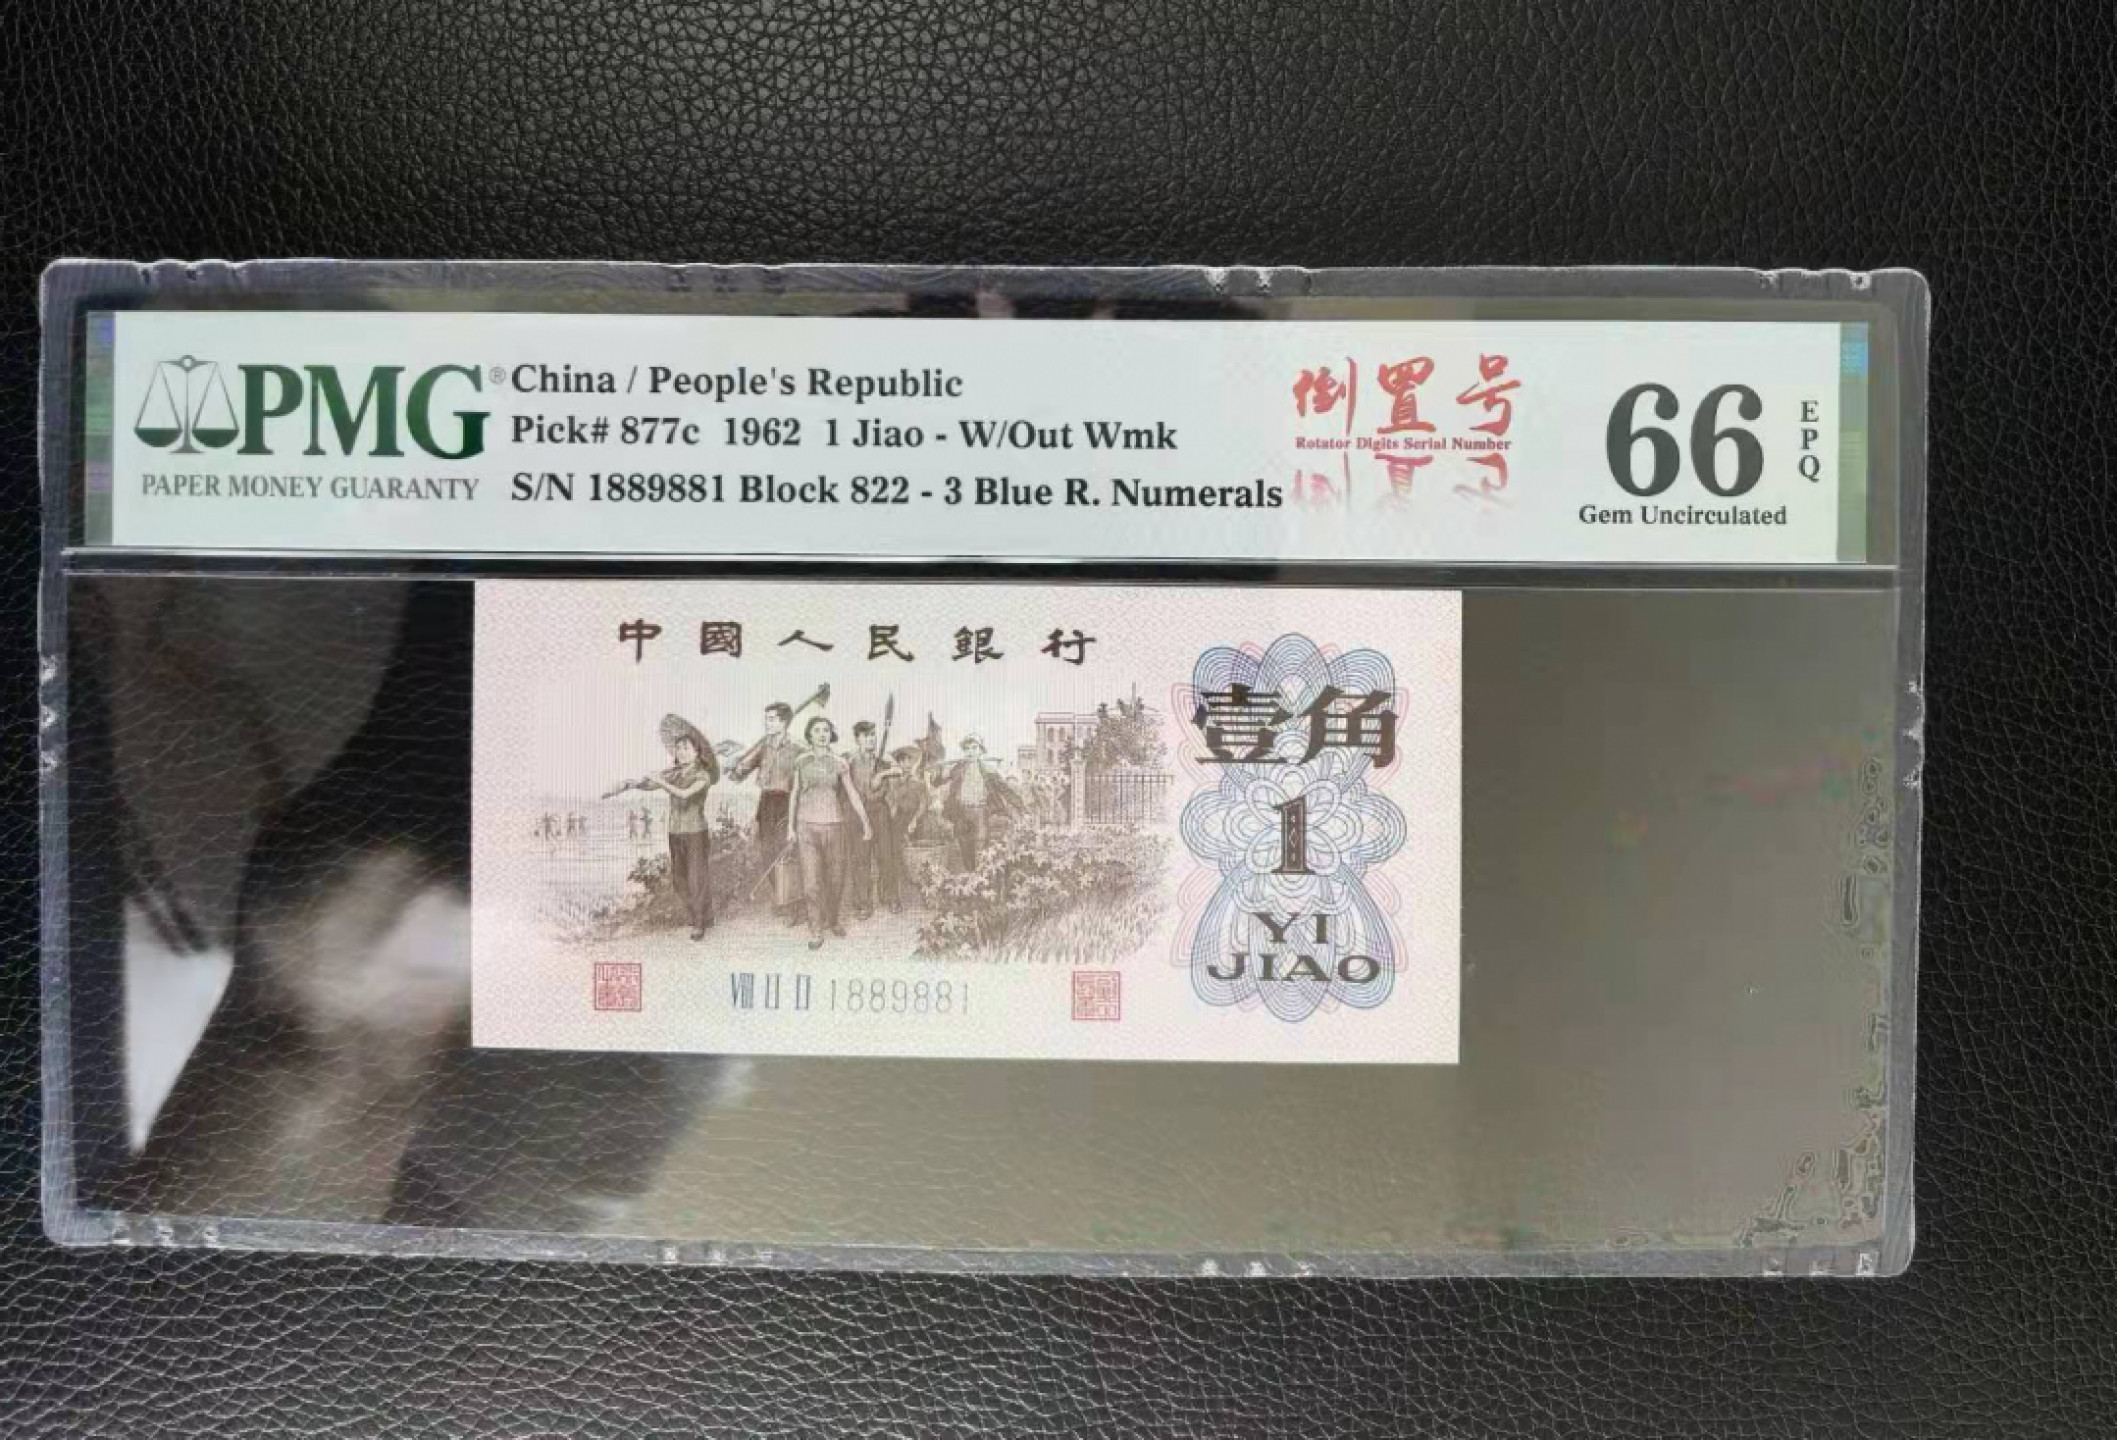 PMG®
PAPER MONEY GUARANTY
China / People's Republic
Pick# 877c 1962 1 Jiao - W/Out Wmk
S/N 1889881 Block 822 - 3 Blue R. Numerals
倒置号
Rotator Digits Serial Number
66
EPQ
Gem Uncirculated
中國人民銀行
壹角
1
YI
JIAO
VIII II II 1889881